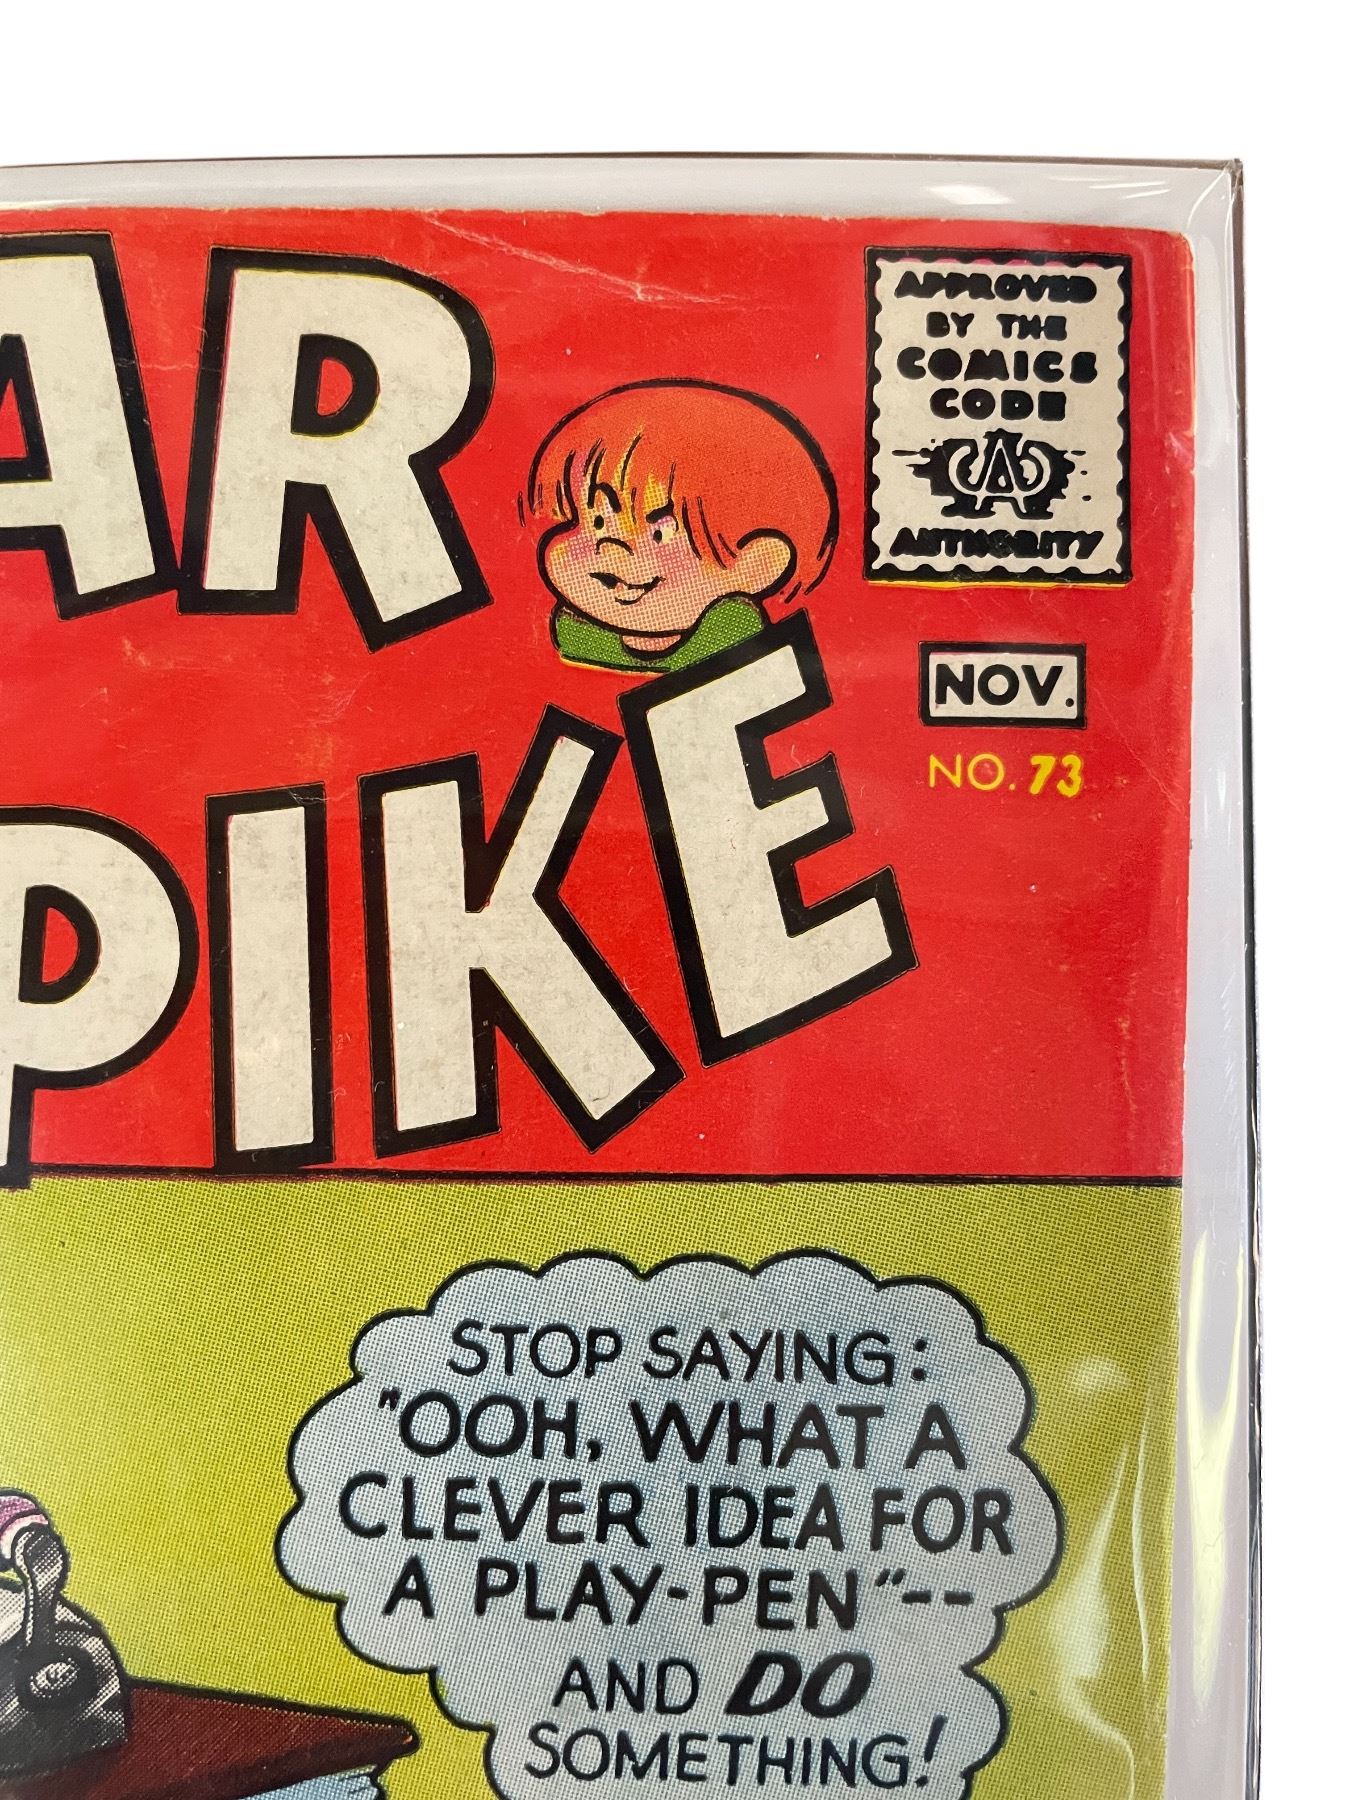 AR
PIKE
APPROVED
BY THE
COMICS
CODE
AUTHORITY
NOV.
NO. 73
STOP SAYING:
"OOH, WHAT A
CLEVER IDEA FOR
A PLAY-PEN"--
AND DO
SOMETHING!